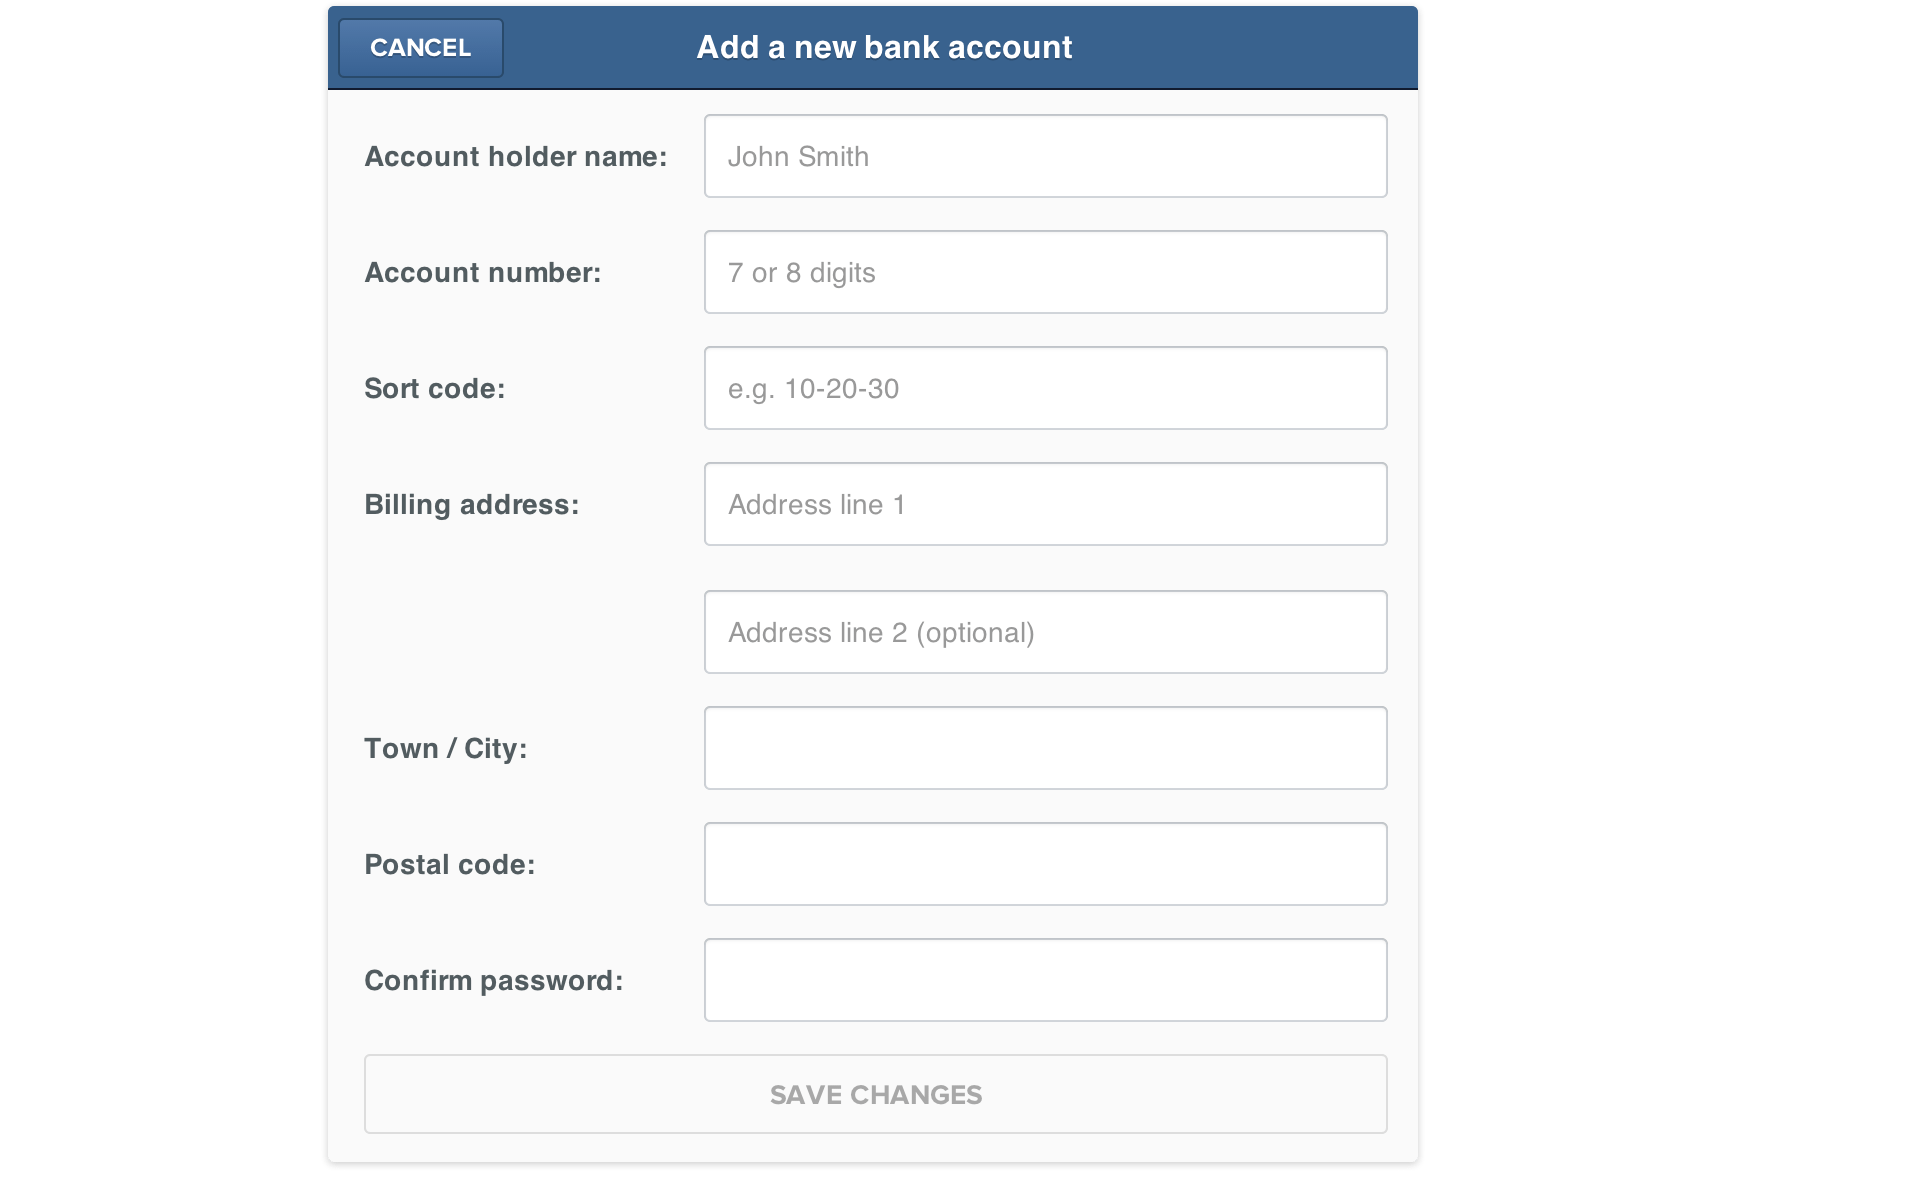 CANCEL
Add a new bank account
Account holder name:
John Smith
Account number:
7 or 8 digits
Sort code:
e.g. 10-20-30
Billing address:
Address line 1
Address line 2 (optional)
Town / City:
Postal code:
Confirm password:
SAVE CHANGES